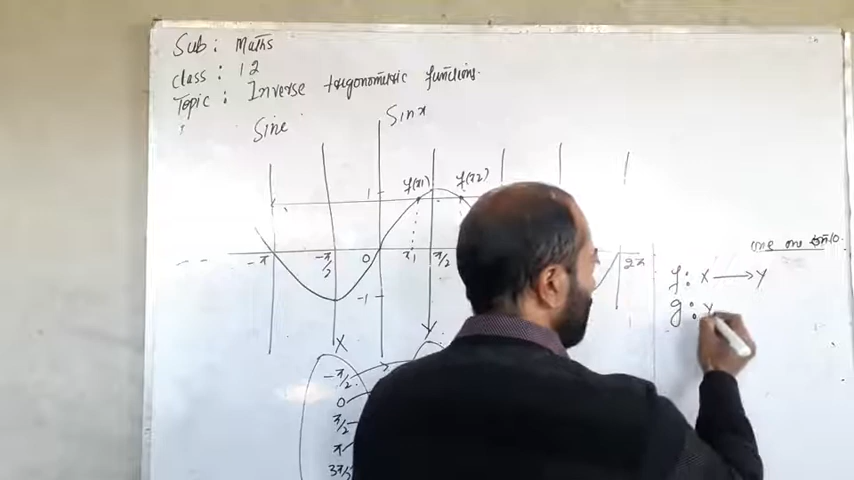 Sub: Maths
Class: 12
Topic: Inverse trigonometric functions.
Sine
Sin x
1
f(x1)
f(x2)
-π
-π/2
0
x1
π/2
2π
-1
one one
f: X → Y
g: Y
X
Y
-π/2
0
π/2
π
3π/2